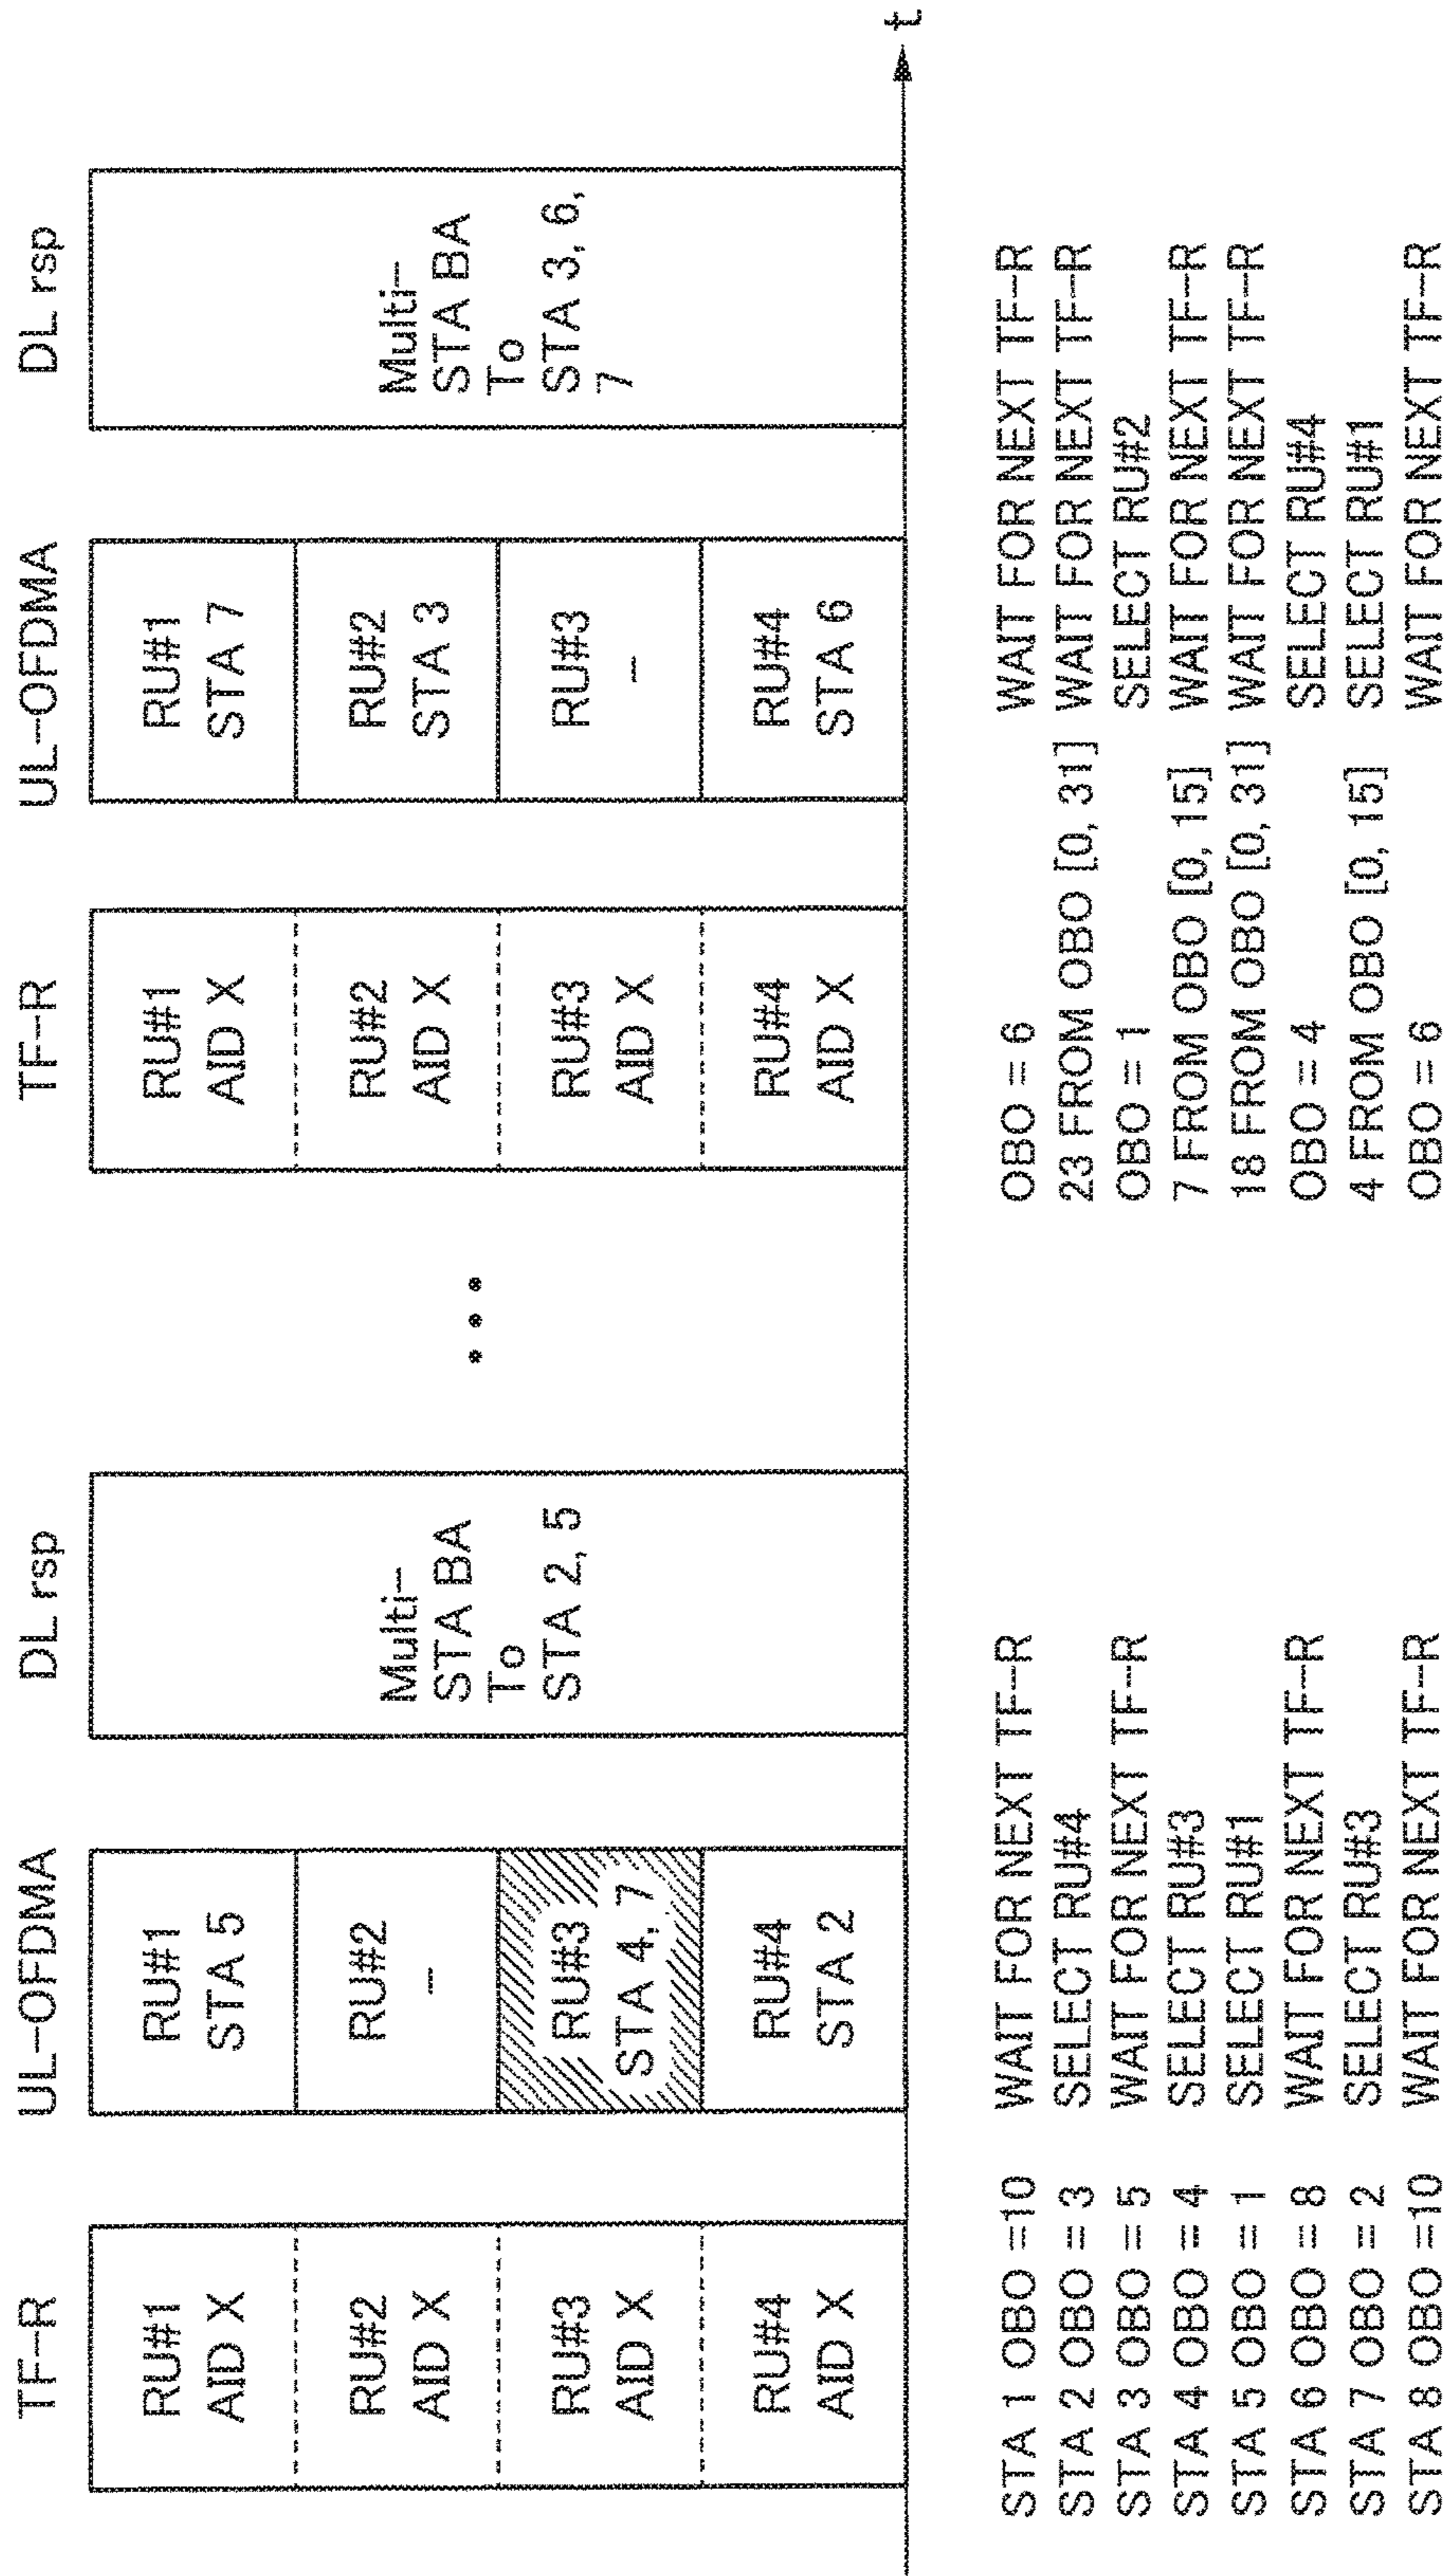 TF-R
UL-OFDMA
DL rsp
TF-R
UL-OFDMA
DL rsp
RU#1
AID X
RU#2
AID X
RU#3
AID X
RU#4
AID X
RU#1
STA 5
RU#2
-
RU#3
STA 4, 7
RU#4
STA 2
Multi-
STA BA
To
STA 2, 5
...
RU#1
AID X
RU#2
AID X
RU#3
AID X
RU#4
AID X
RU#1
STA 7
RU#2
STA 3
RU#3
-
RU#4
STA 6
Multi-
STA BA
To
STA 3, 6,
7
t
STA 1 OBO =10 WAIT FOR NEXT TF-R OBO = 6 WAIT FOR NEXT TF-R
STA 2 OBO = 3 SELECT RU#4 23 FROM OBO [0, 31] WAIT FOR NEXT TF-R
STA 3 OBO = 5 WAIT FOR NEXT TF-R OBO = 1 SELECT RU#2
STA 4 OBO = 4 SELECT RU#3 7 FROM OBO [0, 15] WAIT FOR NEXT TF-R
STA 5 OBO = 1 SELECT RU#1 18 FROM OBO [0, 31] WAIT FOR NEXT TF-R
STA 6 OBO = 8 WAIT FOR NEXT TF-R OBO = 4 SELECT RU#4
STA 7 OBO = 2 SELECT RU#3 4 FROM OBO [0, 15] SELECT RU#1
STA 8 OBO =10 WAIT FOR NEXT TF-R OBO = 6 WAIT FOR NEXT TF-R